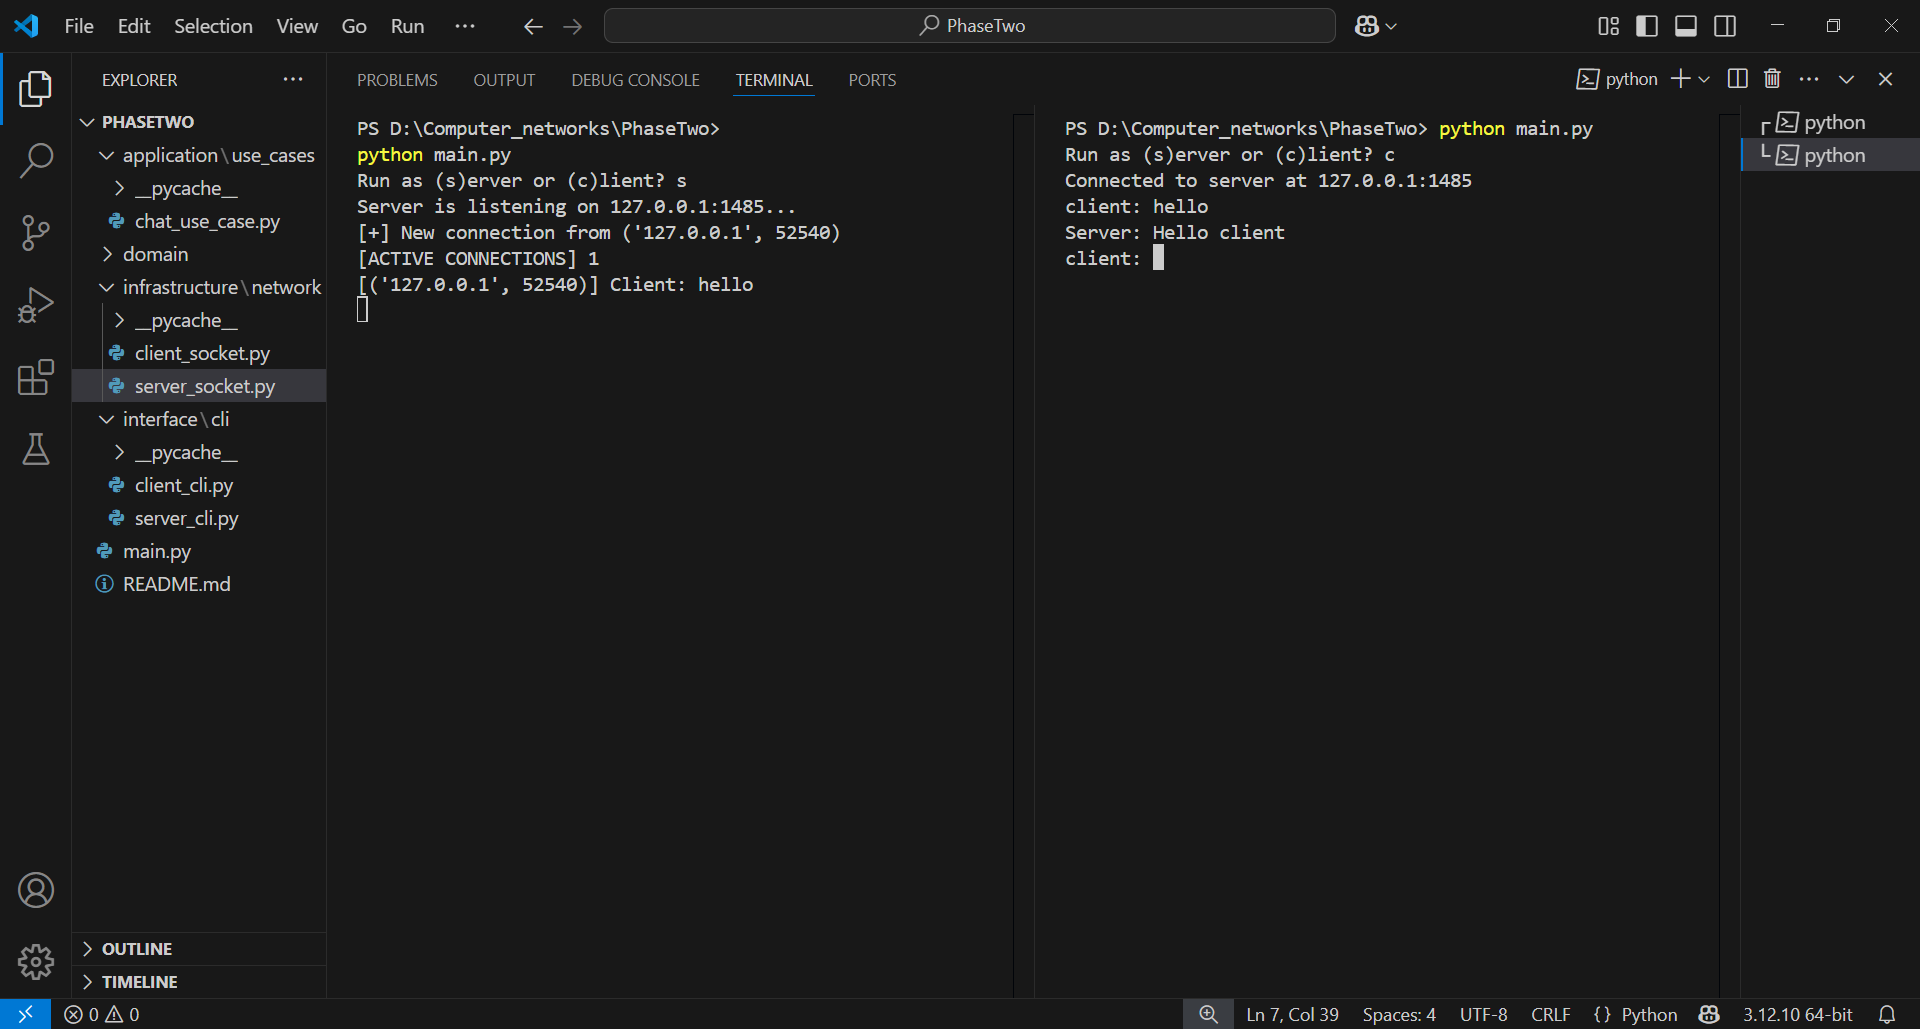 File Edit Selection View Go Run ··· PhaseTwo
EXPLORER ···
PHASETWO
application\use_cases
__pycache__
chat_use_case.py
domain
infrastructure\network
__pycache__
client_socket.py
server_socket.py
interface\cli
__pycache__
client_cli.py
server_cli.py
main.py
README.md
OUTLINE
TIMELINE
PROBLEMS OUTPUT DEBUG CONSOLE TERMINAL PORTS
python
PS D:\Computer_networks\PhaseTwo>
python main.py
Run as (s)erver or (c)lient? s
Server is listening on 127.0.0.1:1485...
[+] New connection from ('127.0.0.1', 52540)
[ACTIVE CONNECTIONS] 1
[('127.0.0.1', 52540)] Client: hello
PS D:\Computer_networks\PhaseTwo> python main.py
Run as (s)erver or (c)lient? c
Connected to server at 127.0.0.1:1485
client: hello
Server: Hello client
client:
python
python
0 0
Ln 7, Col 39 Spaces: 4 UTF-8 CRLF {} Python 3.12.10 64-bit